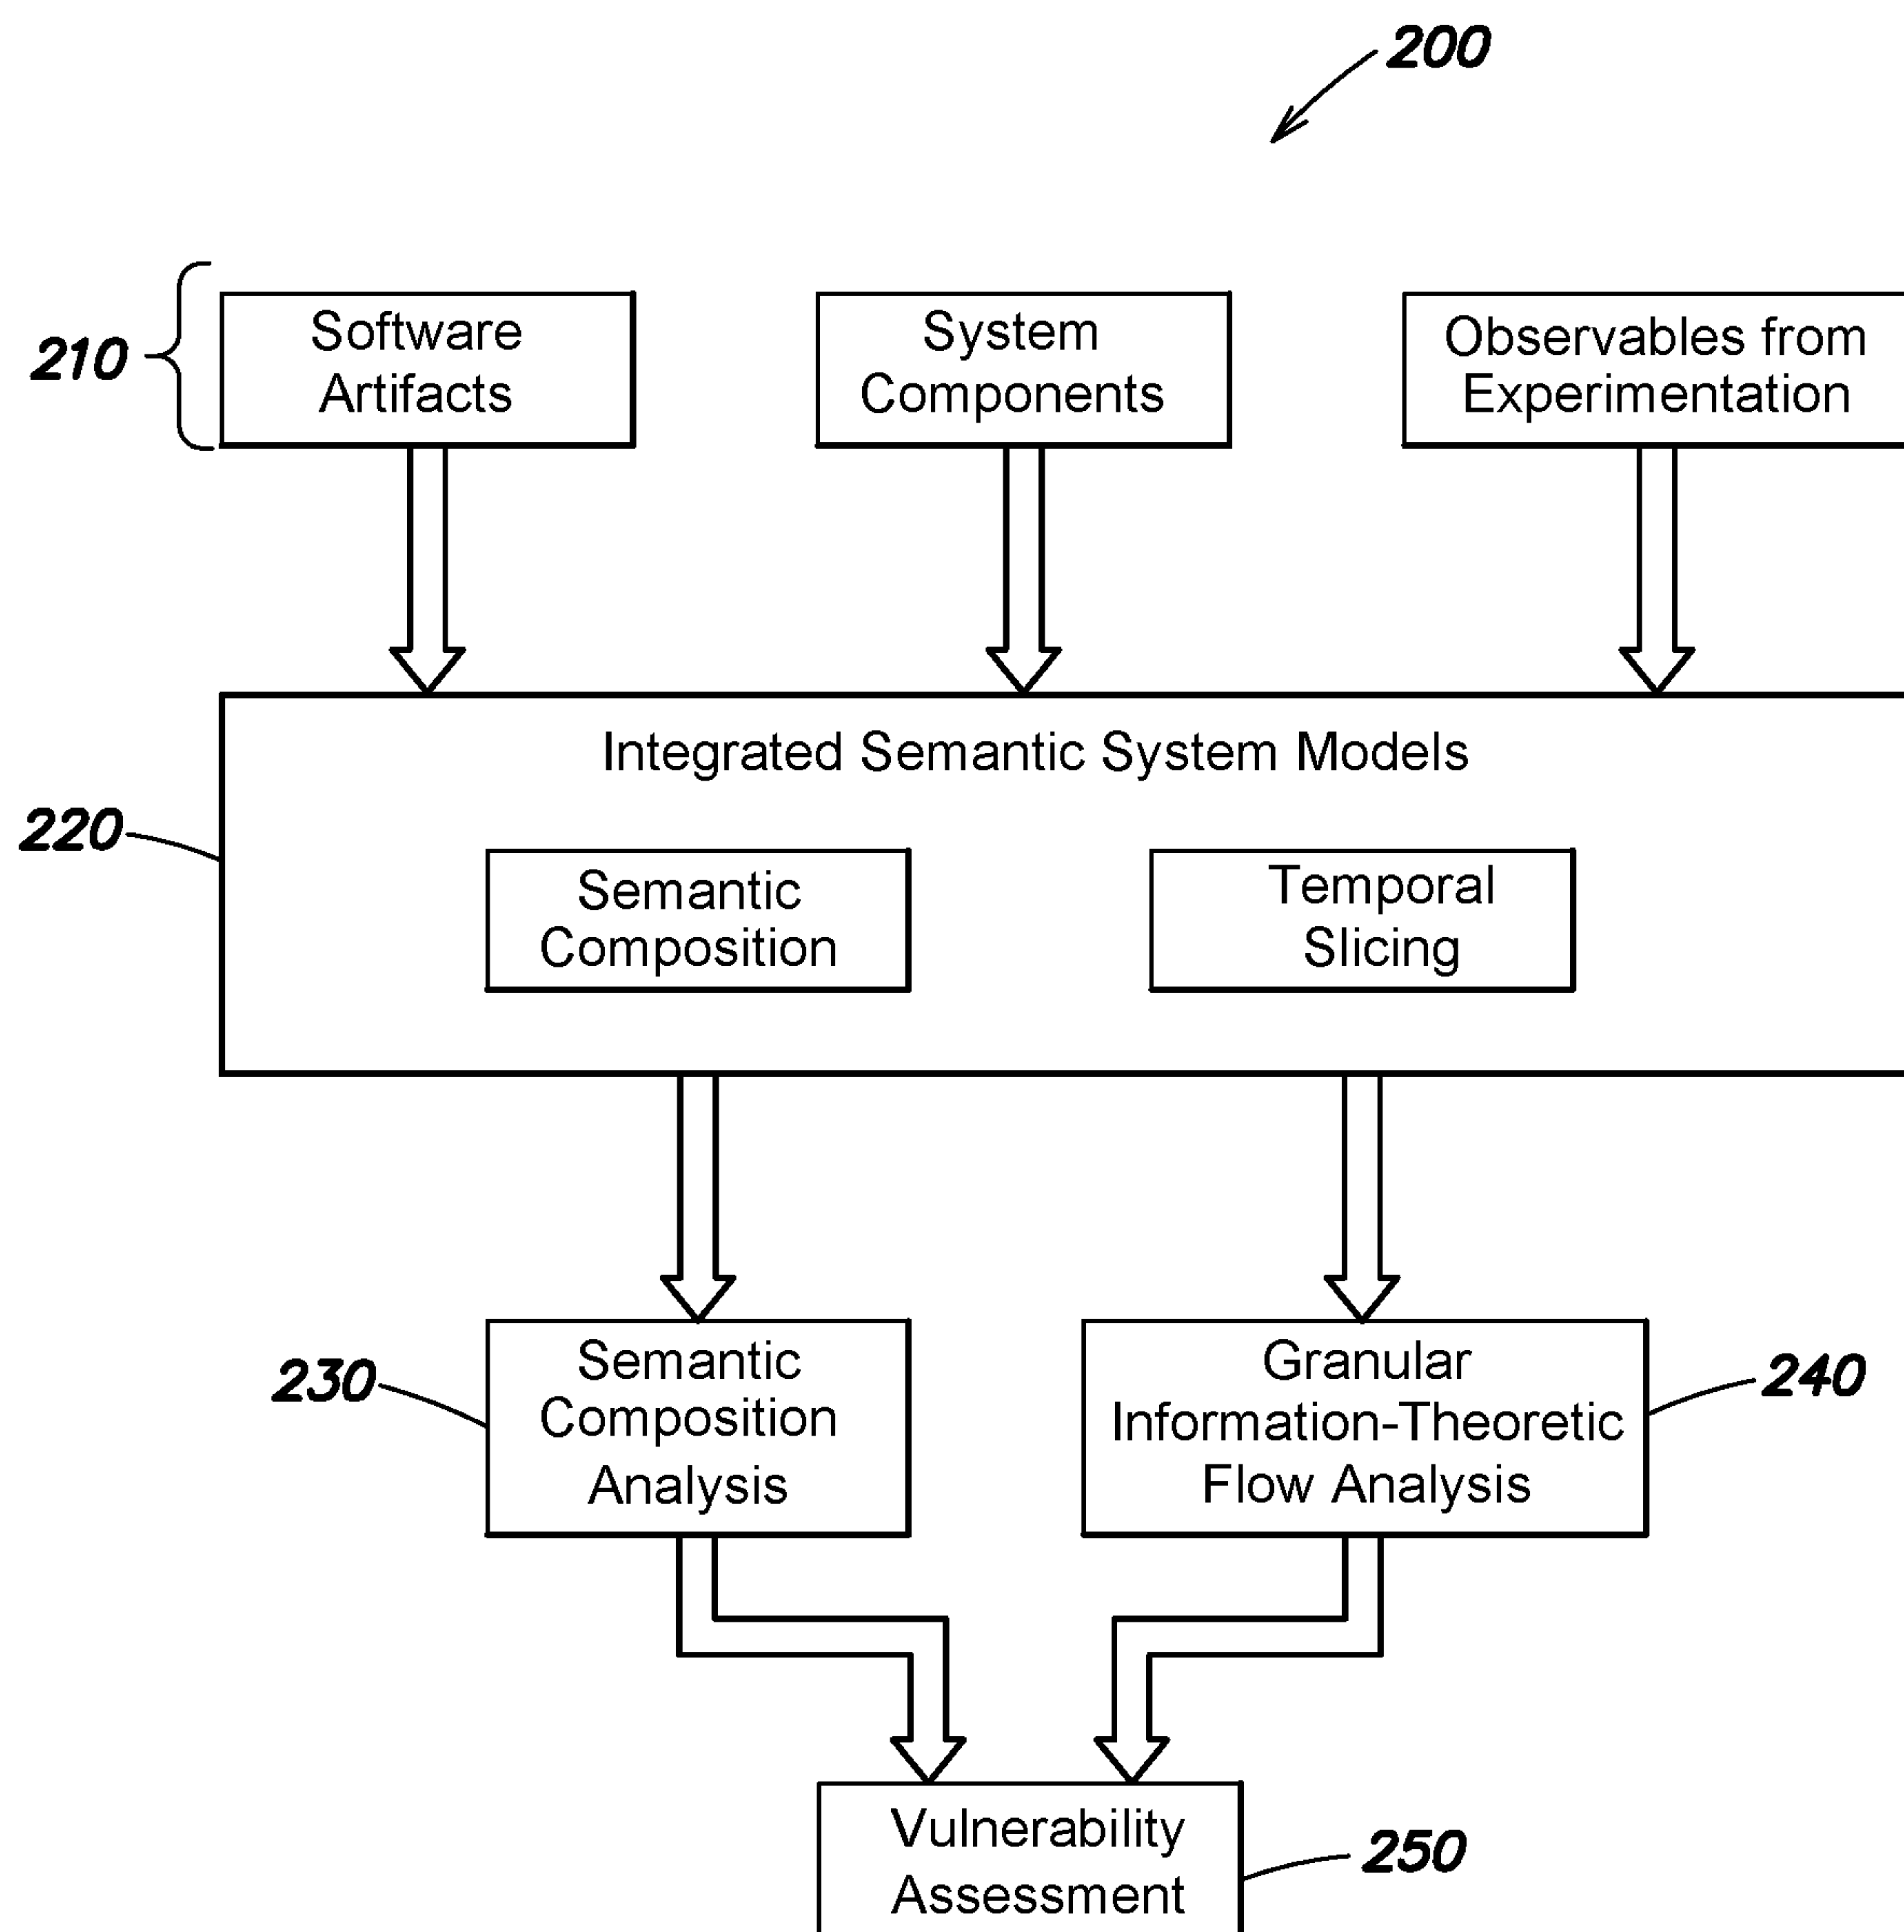 200
210
Software
Artifacts
System
Components
Observables from
Experimentation
Integrated Semantic System Models
220
Semantic
Composition
Temporal
Slicing
230
Semantic
Composition
Analysis
Granular
Information-Theoretic
Flow Analysis
240
Vulnerability
Assessment
250